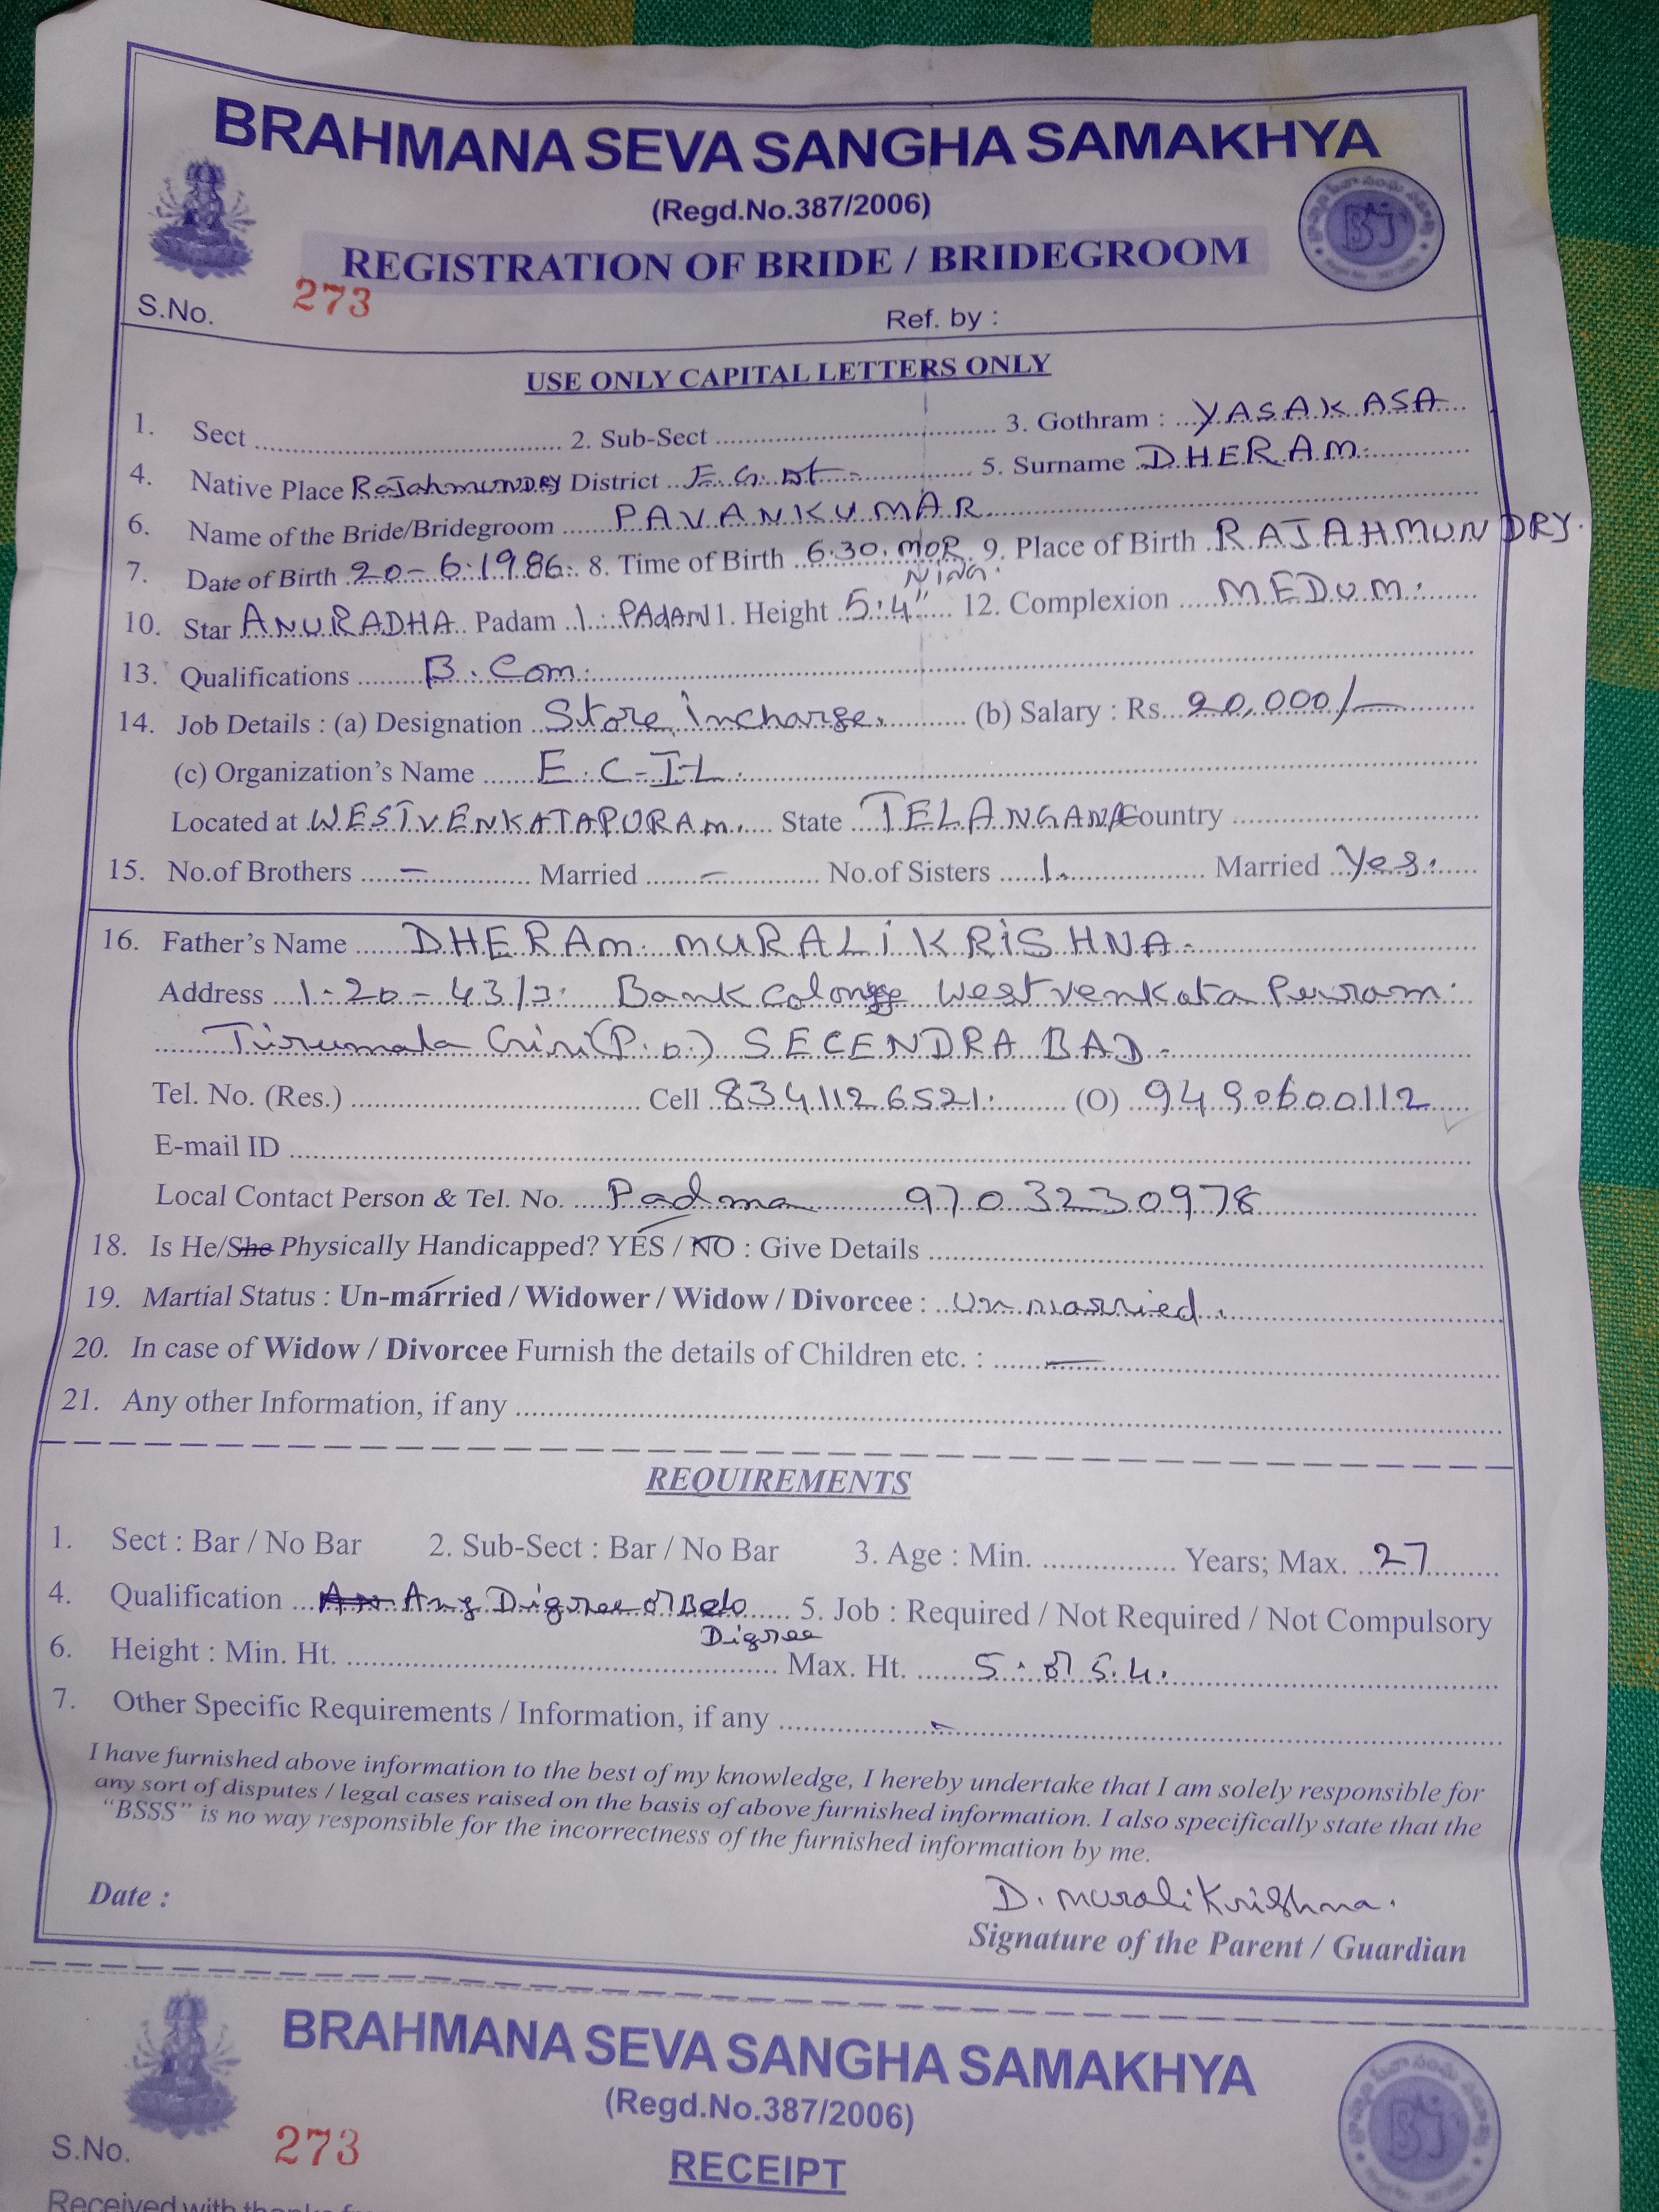 BRAHMANA SEVA SANGHA SAMAKHYA
(Regd.No.387/2006)
REGISTRATION OF BRIDE / BRIDEGROOM
S.No. 273 Ref. by :
USE ONLY CAPITAL LETTERS ONLY
1. Sect 2. Sub-Sect 3. Gothram : YASAKASA
4. Native Place RaJahmUNDRY District E.G.Dt 5. Surname DHERAM.
6. Name of the Bride/Bridegroom PAVANKUMAR
7. Date of Birth 20-6-1986. 8. Time of Birth 6.30. MOR 9. Place of Birth RAJAHMUNDRY.
NING.
10. Star ANURADHA Padam 1. PAdAM 11. Height 5.4" 12. Complexion MEDUM.
13. Qualifications B.Com.
14. Job Details : (a) Designation Store incharge. (b) Salary : Rs. 20,000/-
(c) Organization's Name E.C-I-L.
Located at WESTVENKATAPURAM. State TELANGANA Country
15. No.of Brothers - Married - No.of Sisters 1. Married Yes.
16. Father's Name DHERAM. MURALIKRISHNA.
Address 1-20-43/ Bank West venkata Puram.
Tirumala Giri (P.O.) SECENDRA BAD.
Tel. No. (Res.) Cell 8341126521. (O) 9490600112
E-mail ID
Local Contact Person & Tel. No. Padma 9703230978
18. Is He/She Physically Handicapped? YES / NO : Give Details
19. Martial Status : Un-married / Widower / Widow / Divorcee : Un married.
20. In case of Widow / Divorcee Furnish the details of Children etc. : —
21. Any other Information, if any
REQUIREMENTS
1. Sect : Bar / No Bar 2. Sub-Sect : Bar / No Bar 3. Age : Min. Years; Max. 27
4. Qualification Any Digree or Belo 5. Job : Required / Not Required / Not Compulsory
Digree
6. Height : Min. Ht. Max. Ht. 5. or 5.4.
7. Other Specific Requirements / Information, if any
I have furnished above information to the best of my knowledge, I hereby undertake that I am solely responsible for
any sort of disputes / legal cases raised on the basis of above furnished information. I also specifically state that the
"BSSS" is no way responsible for the incorrectness of the furnished information by me.
D. muraliKrishna.
Date :
Signature of the Parent / Guardian
BRAHMANA SEVA SANGHA SAMAKHYA
(Regd.No.387/2006)
S.No. 273
RECEIPT
Received with thanks